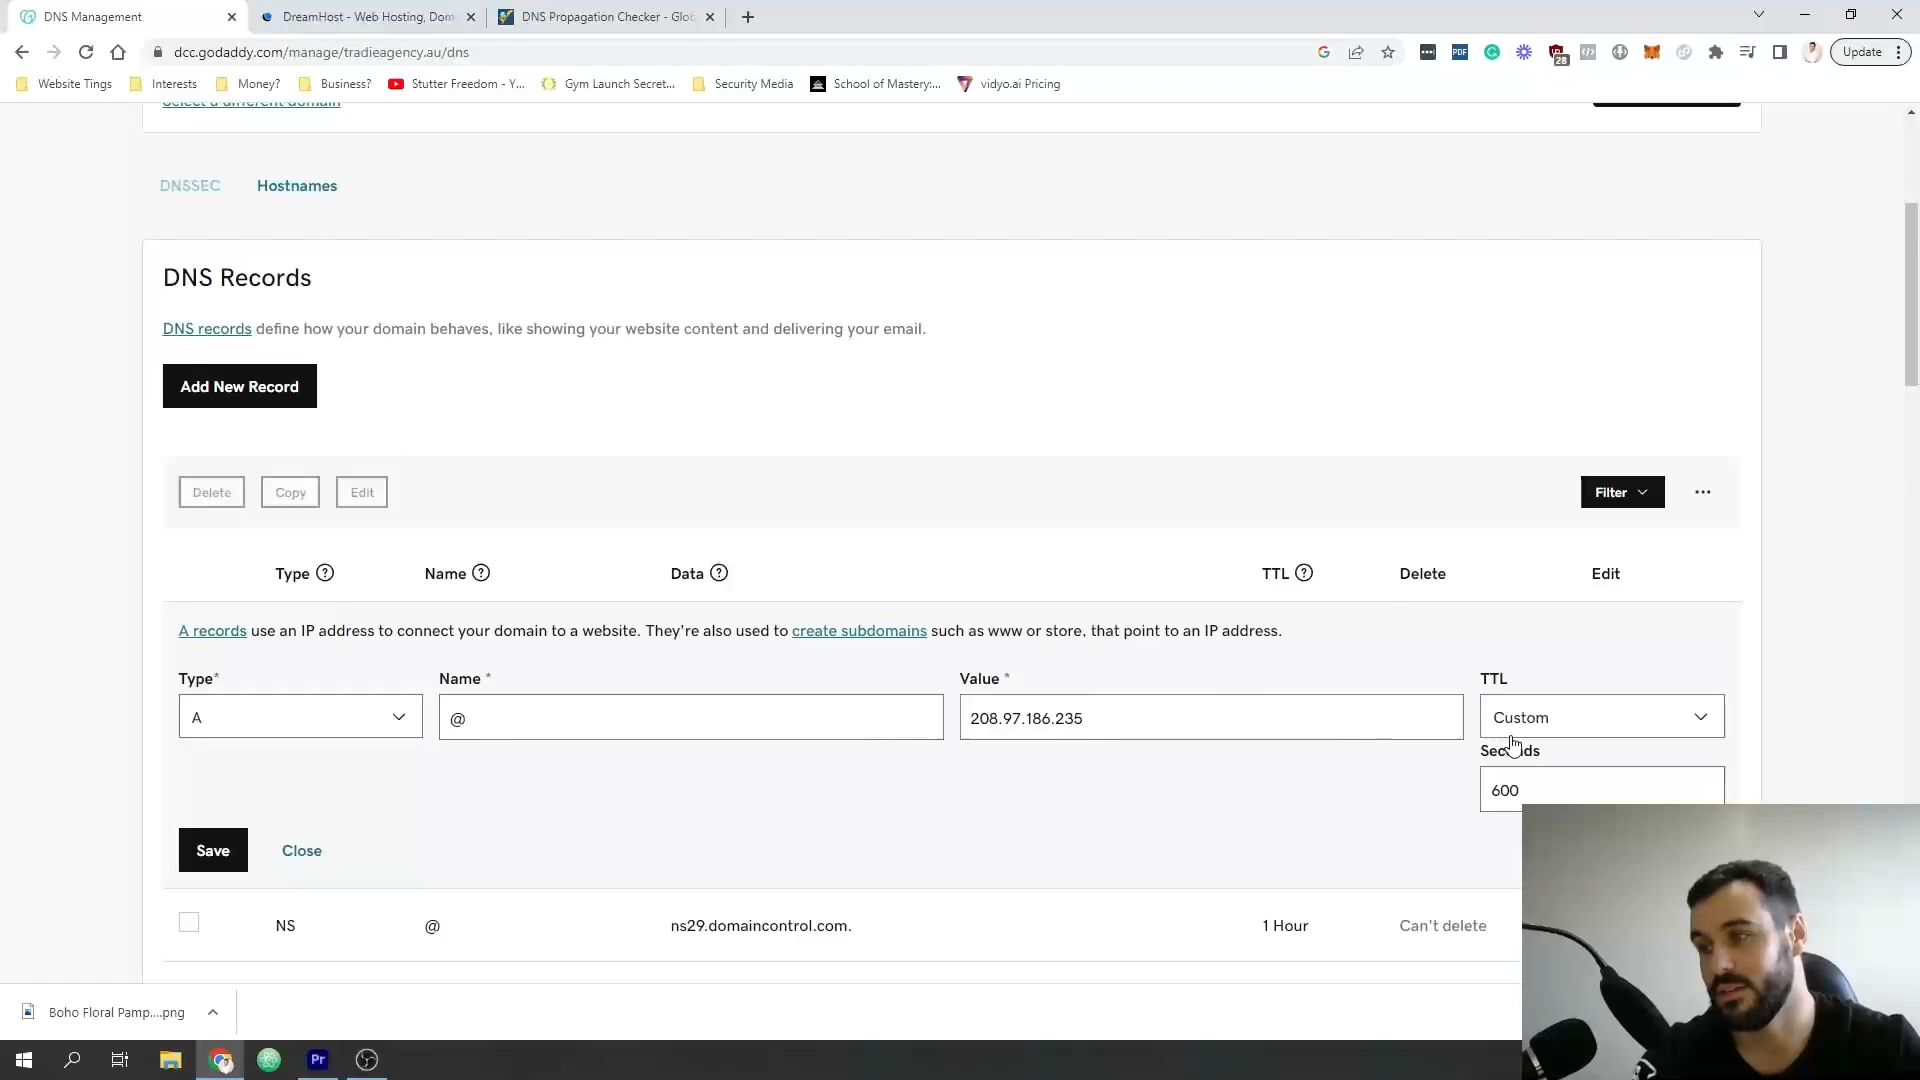 DNS Management
DreamHost - Web Hosting, Dom
DNS Propagation Checker - Glo
dcc.godaddy.com/manage/tradieagency.au/dns
28
Update
Website Tings
Interests
Money?
Business?
Stutter Freedom - Y...
Gym Launch Secret...
Security Media
School of Mastery:...
vidyo.ai Pricing
Select a different domain
DNSSEC
Hostnames
DNS Records
DNS records define how your domain behaves, like showing your website content and delivering your email.
Add New Record
Delete
Copy
Edit
Filter
Type ?
Name ?
Data ?
TTL ?
Delete
Edit
A records use an IP address to connect your domain to a website. They're also used to create subdomains such as www or store, that point to an IP address.
Type*
Name *
Value *
TTL
A
@
208.97.186.235
Custom
Seconds
600
Save
Close
NS
@
ns29.domaincontrol.com.
1 Hour
Can't delete
Boho Floral Pamp....png
Pr